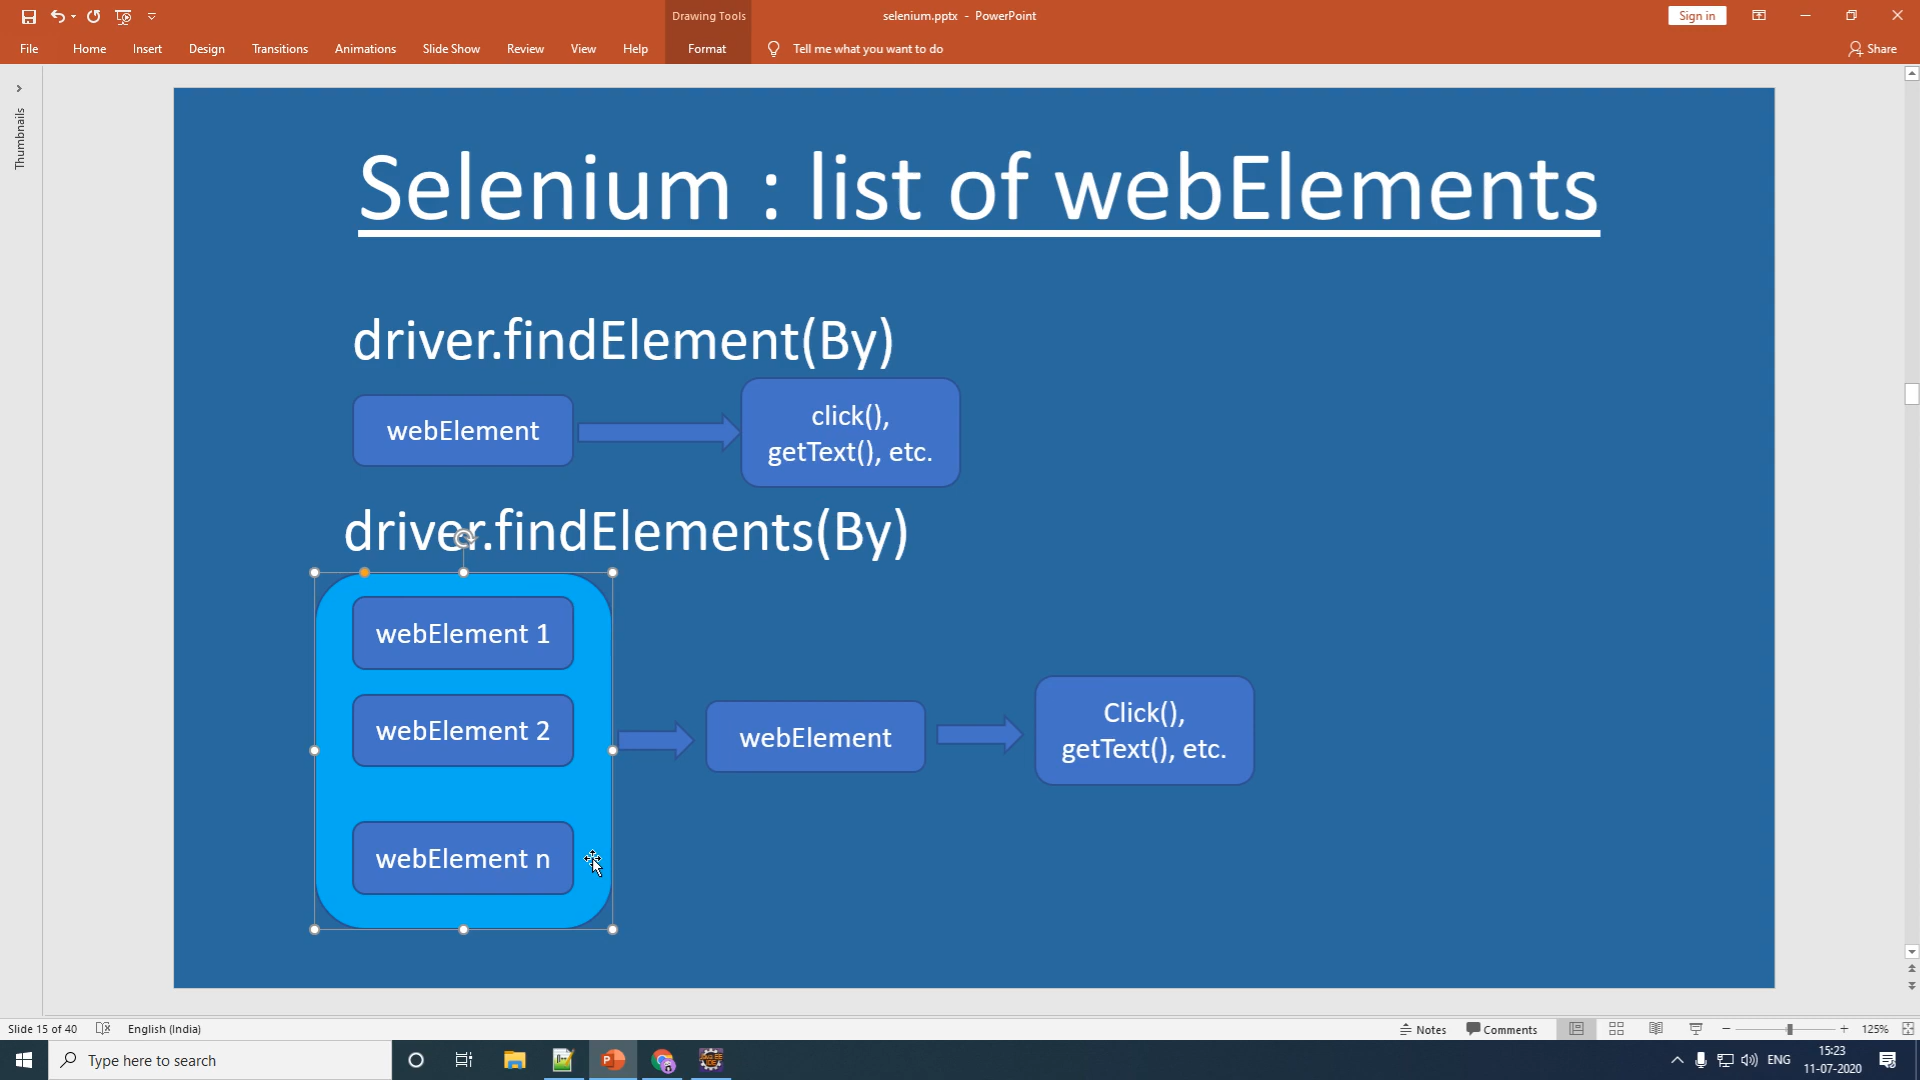 Drawing Tools
selenium.pptx - PowerPoint
Sign in
File Home Insert Design Transitions Animations Slide Show Review View Help Format Tell me what you want to do Share
Thumbnails
Selenium : list of webElements
driver.findElement(By)
webElement
click(),
getText(), etc.
driver.findElements(By)
webElement 1
webElement 2
webElement n
webElement
Click(),
getText(), etc.
Slide 15 of 40 English (India) Notes Comments 125%
Type here to search
ENG
15:23
11-07-2020